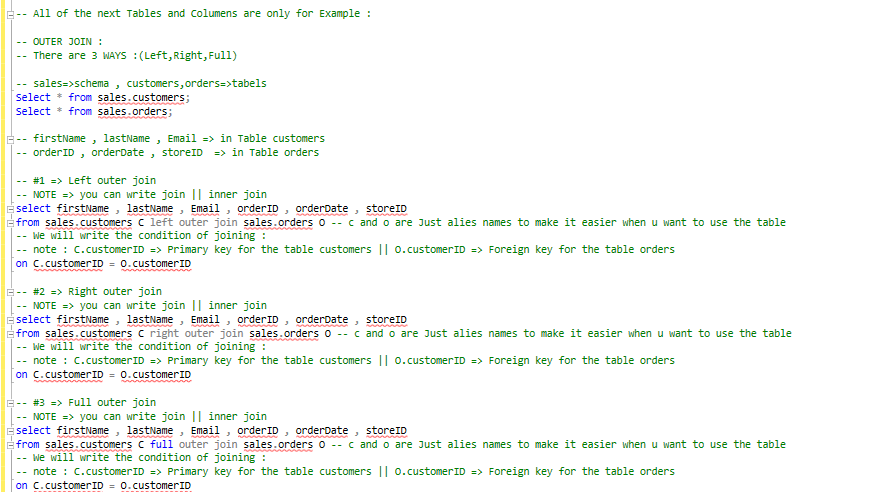 -- All of the next Tables and Columens are only for Example :
-- OUTER JOIN :
-- There are 3 WAYS :(Left,Right,Full)
-- sales=>schema , customers,orders=>tabels
Select * from sales.customers;
Select * from sales.orders;
-- firstName , lastName , Email => in Table customers
-- orderID , orderDate , storeID  => in Table orders
-- #1 => Left outer join
-- NOTE => you can write join || inner join
select firstName , lastName , Email , orderID , orderDate , storeID
from sales.customers C left outer join sales.orders O -- c and o are Just alies names to make it easier when u want to use the table
-- We will write the condition of joining :
-- note : C.customerID => Primary key for the table customers || O.customerID => Foreign key for the table orders
on C.customerID = O.customerID
-- #2 => Right outer join
-- NOTE => you can write join || inner join
select firstName , lastName , Email , orderID , orderDate , storeID
from sales.customers C right outer join sales.orders O -- c and o are Just alies names to make it easier when u want to use the table
-- We will write the condition of joining :
-- note : C.customerID => Primary key for the table customers || O.customerID => Foreign key for the table orders
on C.customerID = O.customerID
-- #3 => Full outer join
-- NOTE => you can write join || inner join
select firstName , lastName , Email , orderID , orderDate , storeID
from sales.customers C full outer join sales.orders O -- c and o are Just alies names to make it easier when u want to use the table
-- We will write the condition of joining :
-- note : C.customerID => Primary key for the table customers || O.customerID => Foreign key for the table orders
on C.customerID = O.customerID